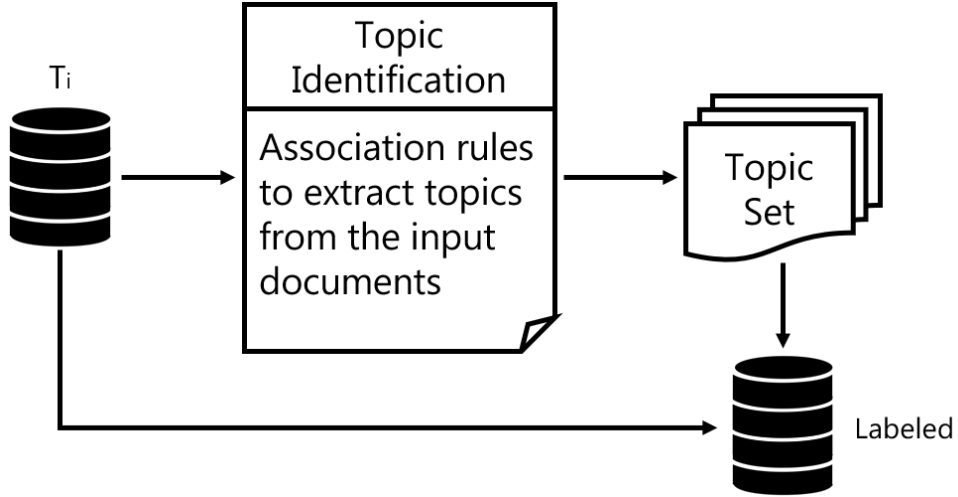 Ti
Topic
Identification
Association rules
to extract topics
from the input
documents
Topic
Set
Labeled